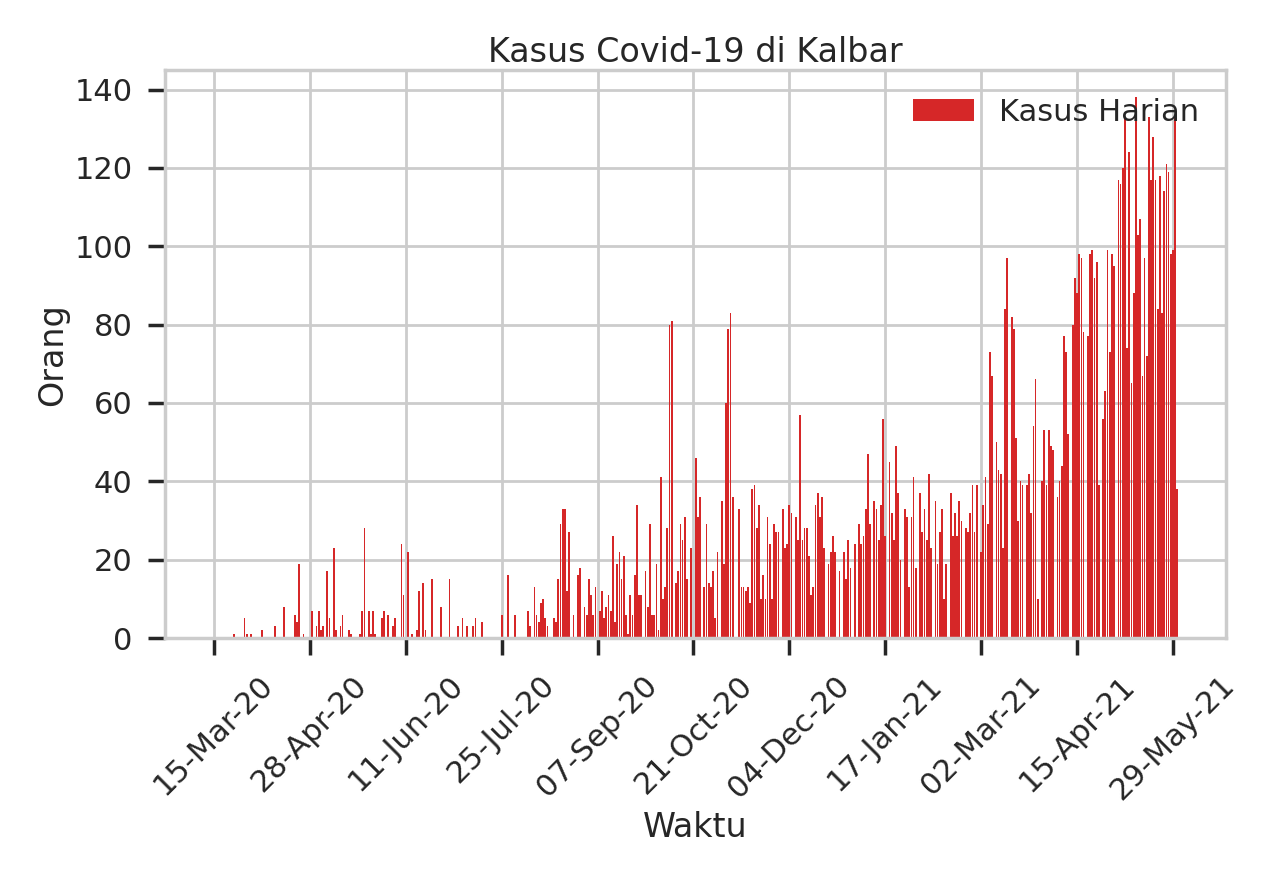 Kasus Covid-19 di Kalbar
Kasus Harian
140
120
100
80
60
40
20
0
Orang
15-Mar-20
28-Apr-20
11-Jun-20
25-Jul-20
07-Sep-20
21-Oct-20
04-Dec-20
17-Jan-21
02-Mar-21
15-Apr-21
29-May-21
Waktu